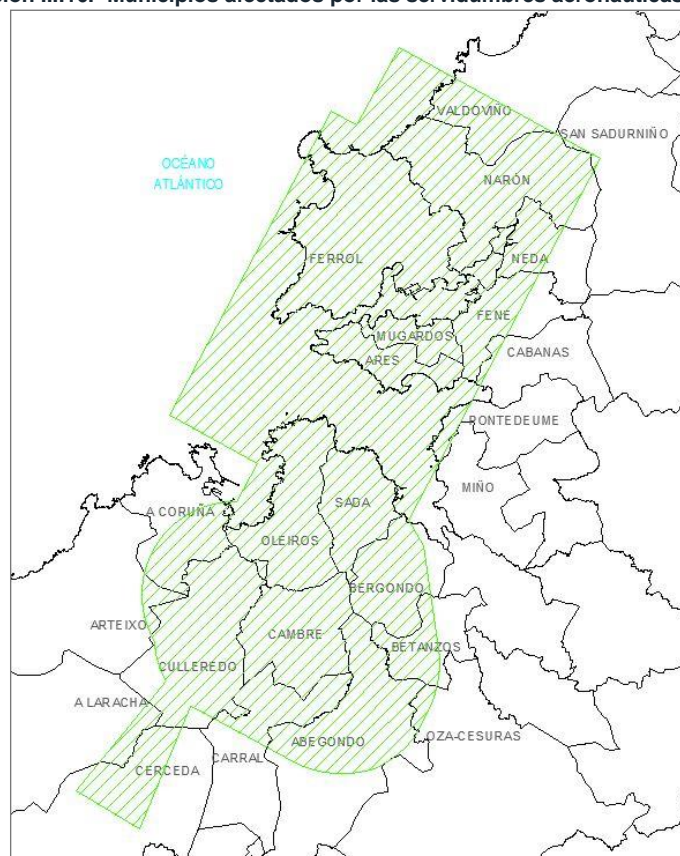 Municipios afectados por las servidumbres aeronáuticas
VALDOVIÑO
SAN SADURNIÑO
OCÉANO
ATLÁNTICO
NARÓN
FERROL
NEDA
FENE
MUGARDOS
CABANAS
ARES
PONTEDEUME
MIÑO
SADA
A CORUÑA
OLEIROS
BERGONDO
ARTEIXO
CAMBRE
BETANZOS
CULLEREDO
A LARACHA
OZA-CESURAS
ABEGONDO
CARRAL
CERCEDA